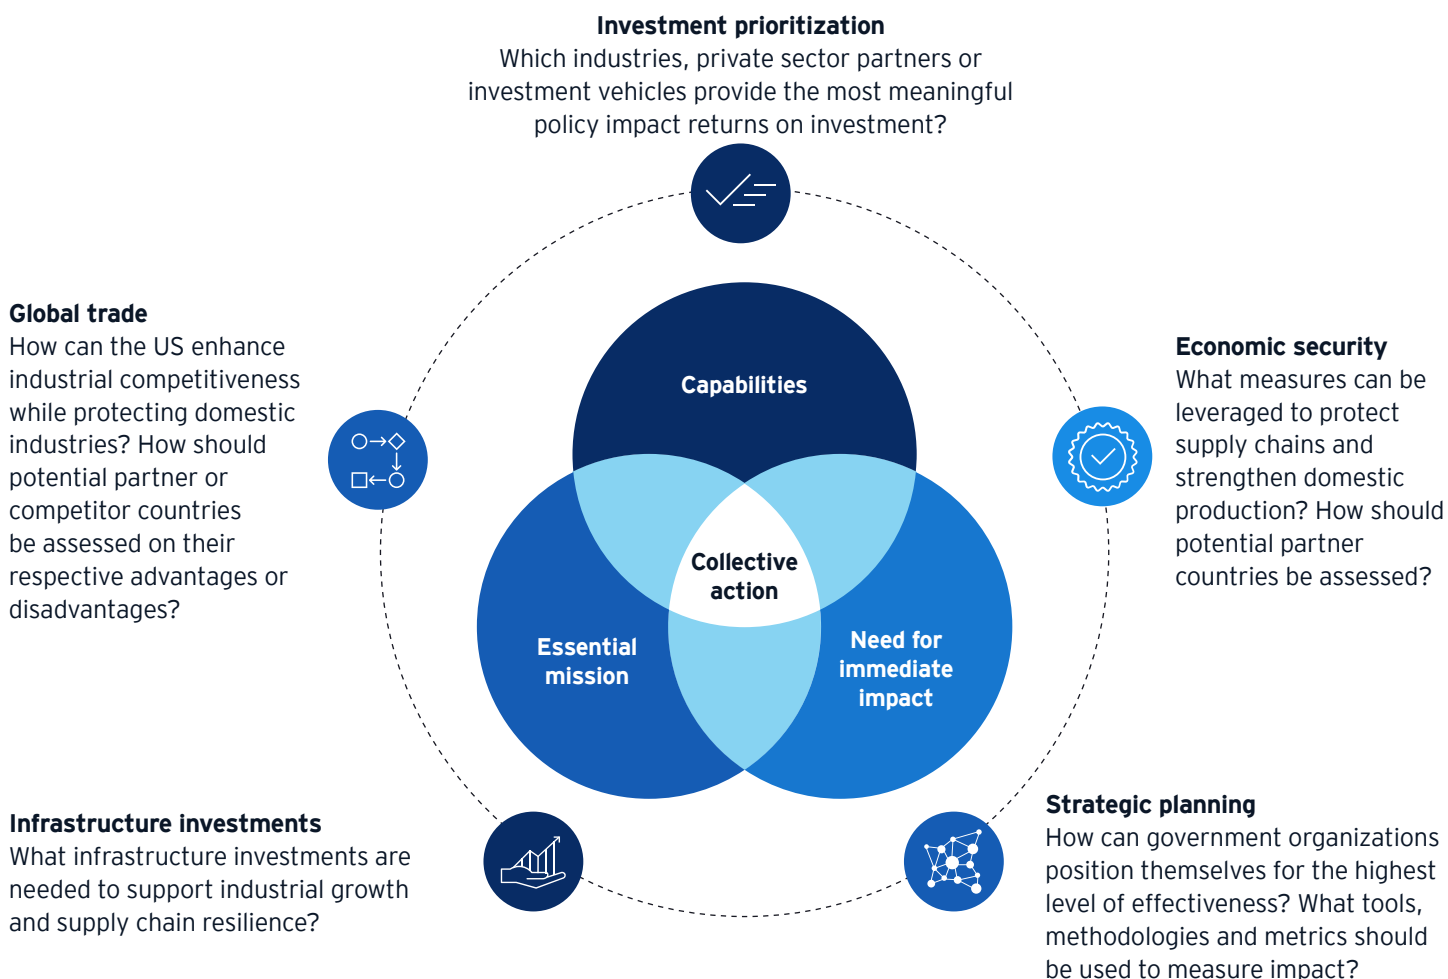 Investment prioritization
Which industries, private sector partners or
investment vehicles provide the most meaningful
policy impact returns on investment?
Global trade
How can the US enhance
industrial competitiveness
while protecting domestic
industries? How should
potential partner or
competitor countries
be assessed on their
respective advantages or
disadvantages?
Capabilities
Collective
action
Essential
mission
Need for
immediate
impact
Economic security
What measures can be
leveraged to protect
supply chains and
strengthen domestic
production? How should
potential partner
countries be assessed?
Infrastructure investments
What infrastructure investments are
needed to support industrial growth
and supply chain resilience?
Strategic planning
How can government organizations
position themselves for the highest
level of effectiveness? What tools,
methodologies and metrics should
be used to measure impact?